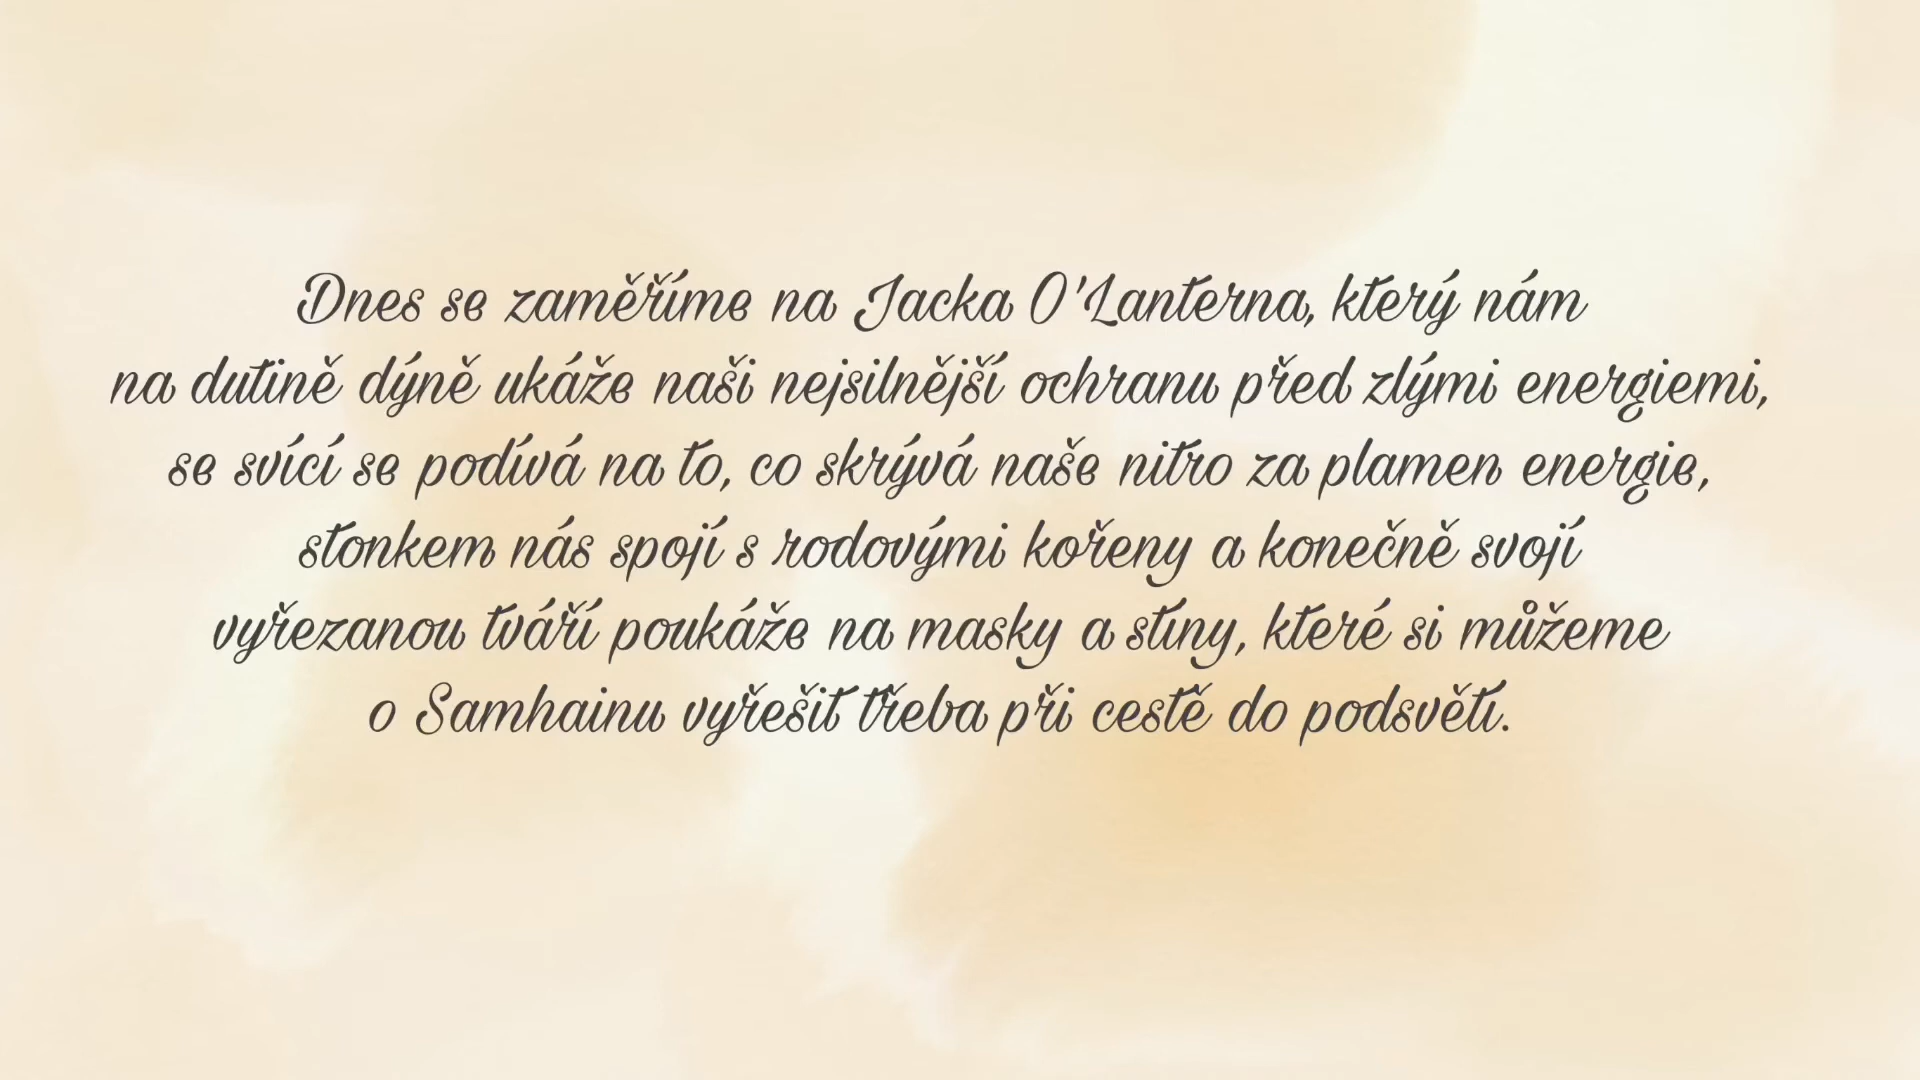 Dnes se zaměříme na Jacka O'Lanterna, který nám
na dutině dýně ukáže naši nejsilnější ochranu před zlými energiemi,
se svící se podívá na to, co skrývá naše nitro za plamen energie,
stonkem nás spojí s rodovými kořeny a konečně svojí
vyřezanou tváří poukáže na masky a stíny, které si můžeme
o Samhainu vyřešit třeba při cestě do podsvětí.